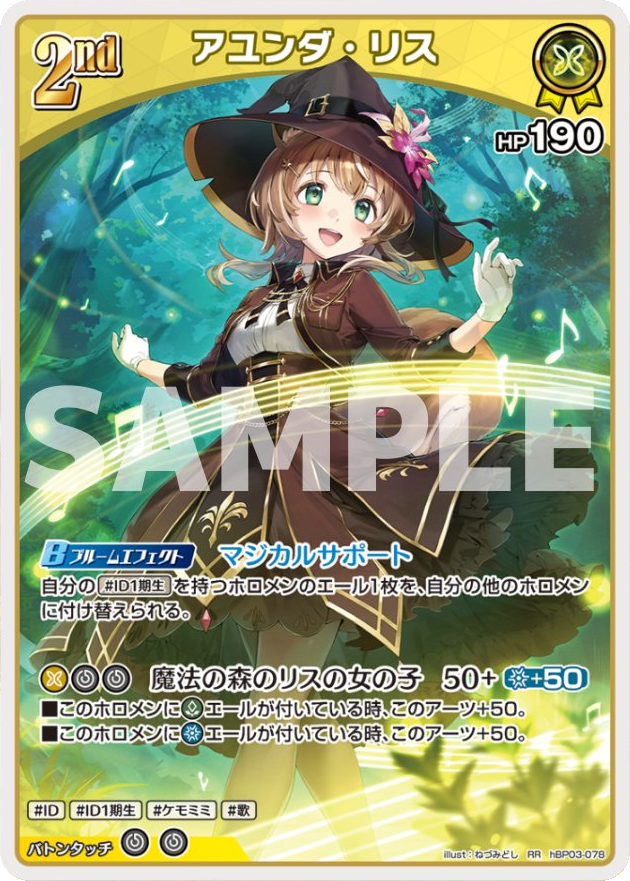 2nd
アユンダ・リス
HP190
SAMPLE
Bブルームエフェクト マジカルサポート
自分の#ID1期生を持つホロメンのエール1枚を、自分の他のホロメン
に付け替えられる。
魔法の森のリスの女の子 50+ +50
■このホロメンにエールが付いている時、このアーツ+50。
■このホロメンにエールが付いている時、このアーツ+50。
#ID #ID1期生 #ケモミミ #歌
バトンタッチ
illust:ねづみどし RR hBP03-078